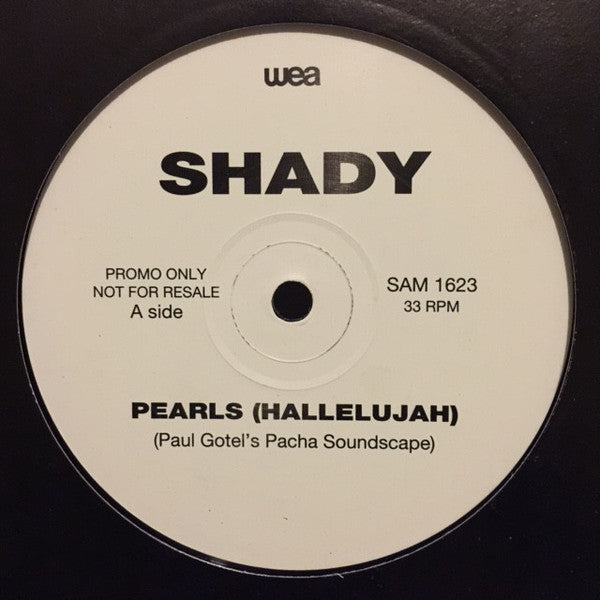 wea
SHADY
PROMO ONLY
NOT FOR RESALE
A side
SAM 1623
33 RPM
PEARLS (HALLELUJAH)
(Paul Gotel's Pacha Soundscape)